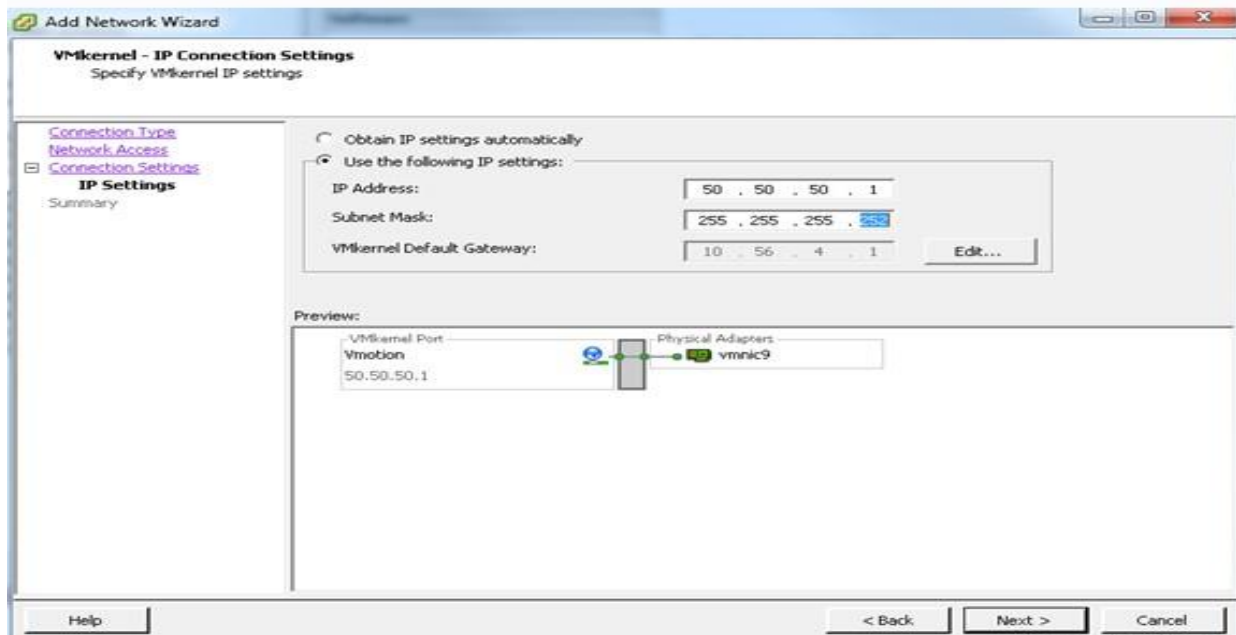 Add Network Wizard
VMkernel - IP Connection Settings
Specify VMkernel IP settings
Connection Type
Network Access
Connection Settings
IP Settings
Summary
Obtain IP settings automatically
Use the following IP settings:
IP Address: 50 . 50 . 50 . 1
Subnet Mask: 255 . 255 . 255 . 252
VMkernel Default Gateway: 10 . 56 . 4 . 1 Edit...
Preview:
VMkernel Port Physical Adapters
Vmotion vmnic9
50.50.50.1
Help < Back Next > Cancel